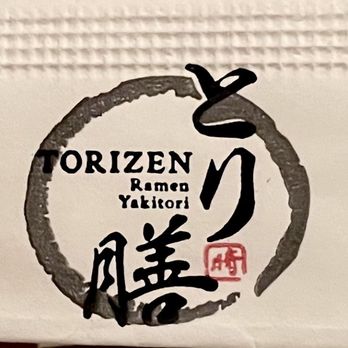 とり膳
TORIZEN
Ramen
Yakitori